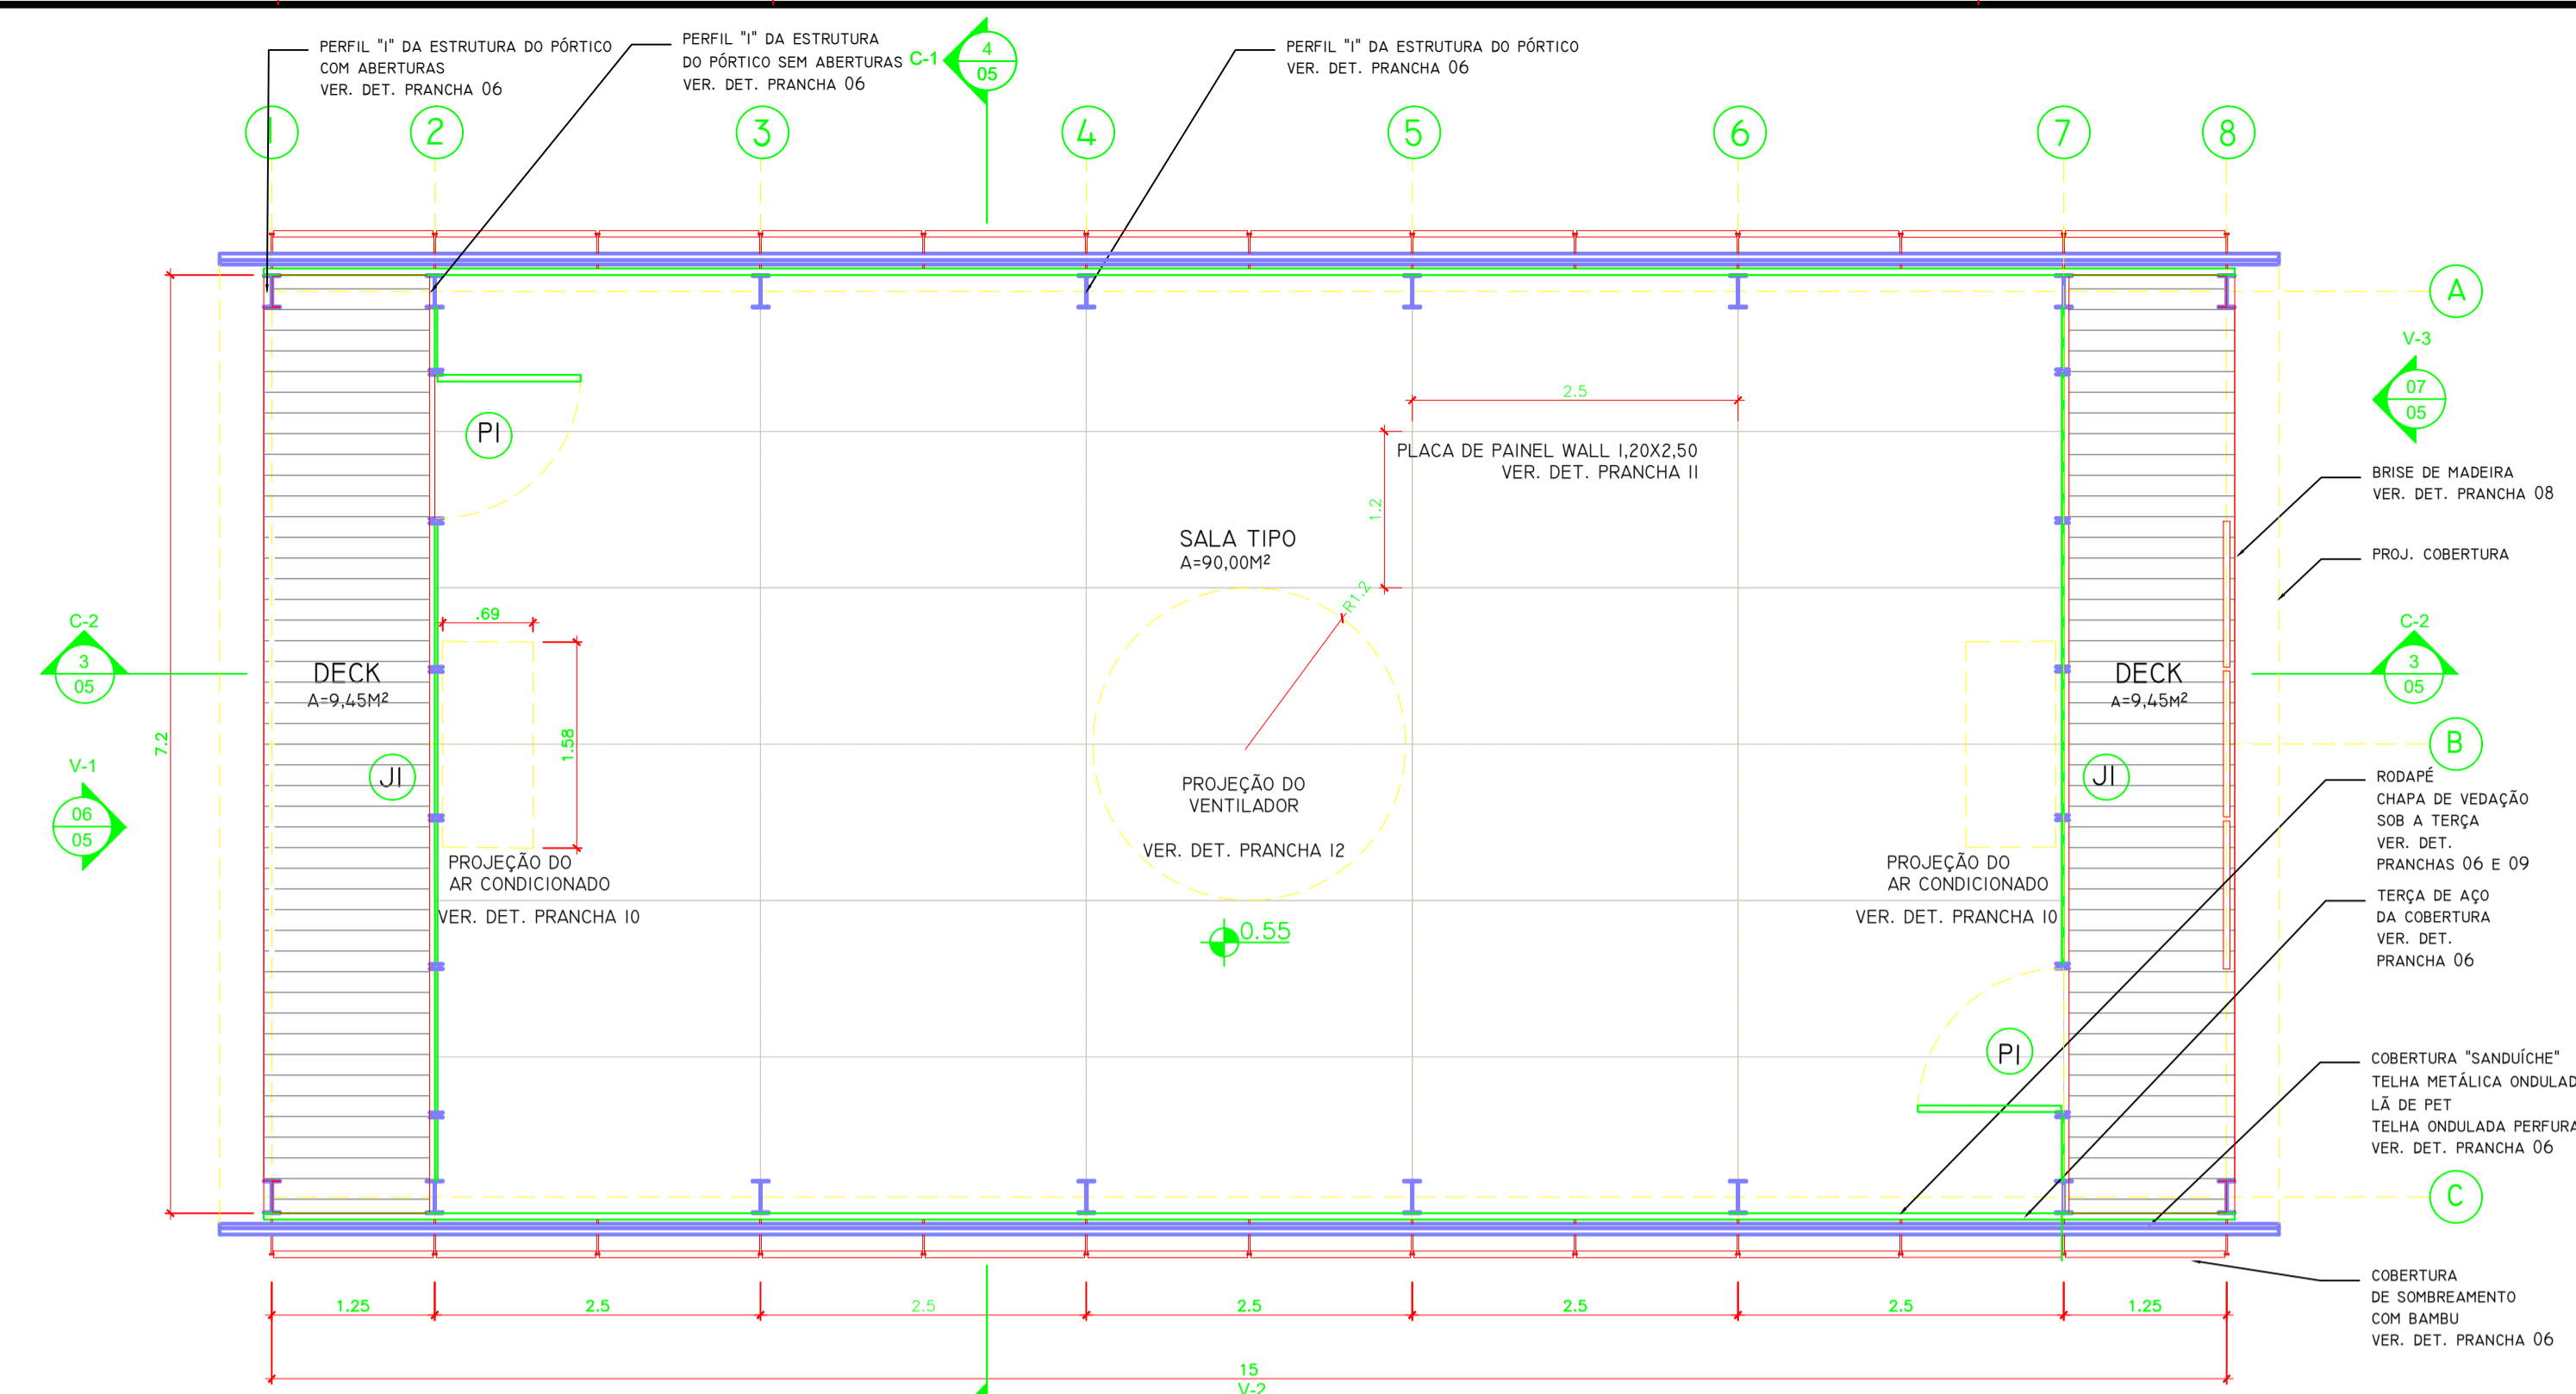 PERFIL "I" DA ESTRUTURA DO PÓRTICO
COM ABERTURAS
VER. DET. PRANCHA 06
PERFIL "I" DA ESTRUTURA
DO PÓRTICO SEM ABERTURAS
VER. DET. PRANCHA 06
C-1
4
05
PERFIL "I" DA ESTRUTURA DO PÓRTICO
VER. DET. PRANCHA 06
1
2
3
4
5
6
7
8
A
V-3
07
05
P1
2.5
PLACA DE PAINEL WALL 1,20X2,50
VER. DET. PRANCHA 11
1.2
BRISE DE MADEIRA
VER. DET. PRANCHA 08
SALA TIPO
A=90,00M²
PROJ. COBERTURA
R1.2
C-2
3
05
.69
1.58
DECK
A=9,45M²
DECK
A=9,45M²
C-2
3
05
7.2
V-1
06
05
J1
PROJEÇÃO DO
VENTILADOR
VER. DET. PRANCHA 12
J1
B
RODAPÉ
CHAPA DE VEDAÇÃO
SOB A TERÇA
VER. DET.
PRANCHAS 06 E 09
PROJEÇÃO DO
AR CONDICIONADO
VER. DET. PRANCHA 10
PROJEÇÃO DO
AR CONDICIONADO
VER. DET. PRANCHA 10
0.55
TERÇA DE AÇO
DA COBERTURA
VER. DET.
PRANCHA 06
P1
COBERTURA "SANDUÍCHE"
TELHA METÁLICA ONDULAD
LÃ DE PET
TELHA ONDULADA PERFURA
VER. DET. PRANCHA 06
C
COBERTURA
DE SOMBREAMENTO
COM BAMBU
VER. DET. PRANCHA 06
1.25
2.5
2.5
2.5
2.5
2.5
1.25
15
V-2